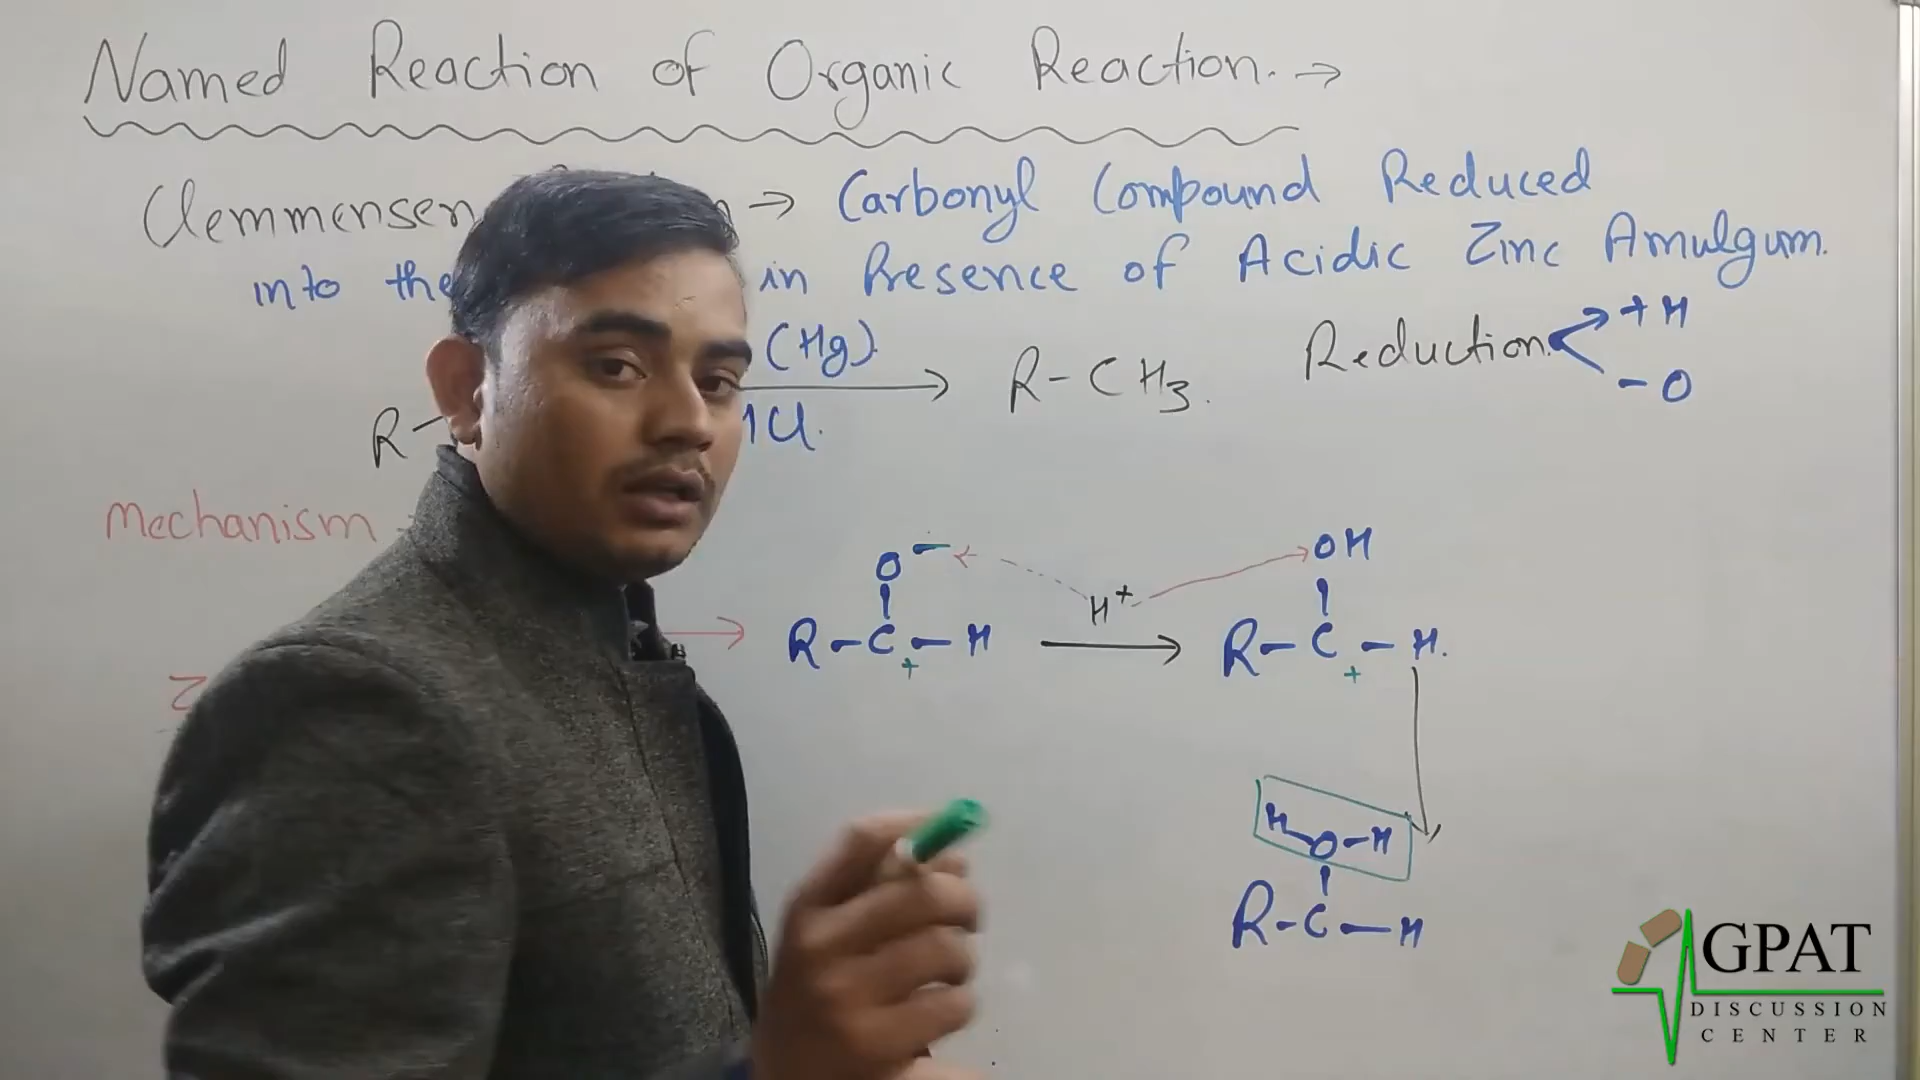 Named Reaction of Organic Reaction. →
Clemmensen → Carbonyl Compound Reduced
into the in Presence of Acidic Zinc Amulgum.
(Hg)
R- → R-CH3.
Reduction + H
- O
Mechanism
O -
H+
OH
R-C-H
+
R-C-H.
+
Z
H
O-H
R-C-H
GPAT
DISCUSSION
CENTER